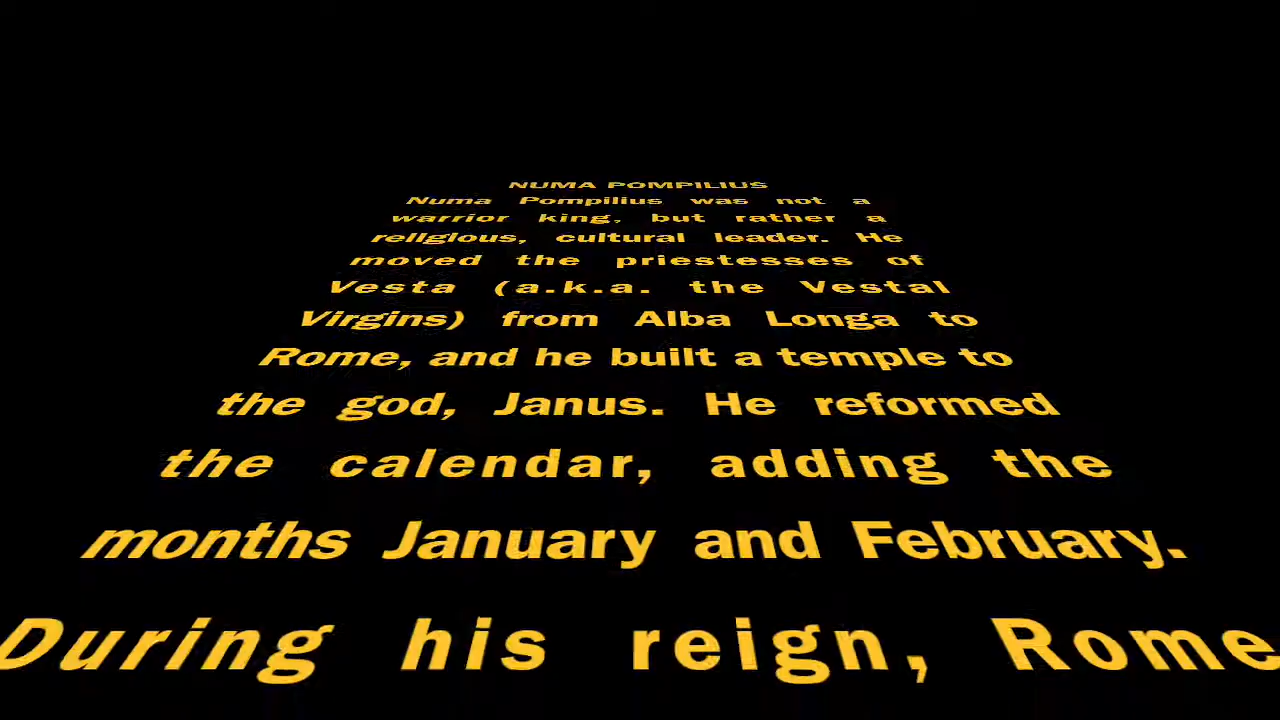 NUMA POMPILIUS
Numa Pompilius was not a
warrior king, but rather a
religious, cultural leader. He
moved the priestesses of
Vesta (a.k.a. the Vestal
Virgins) from Alba Longa to
Rome, and he built a temple to
the god, Janus. He reformed
the calendar, adding the
months January and February.
During his reign, Rome